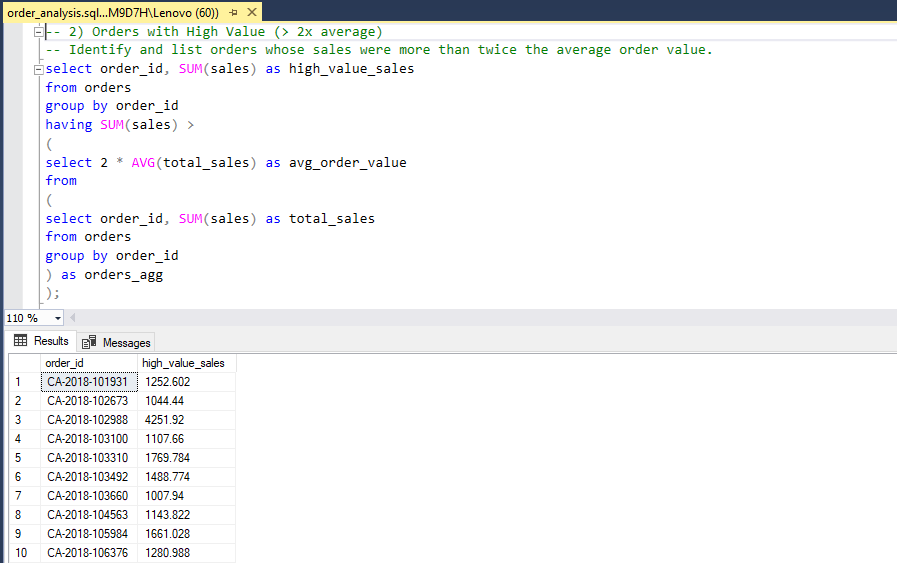 order_analysis.sql...M9D7H\Lenovo (60))
-- 2) Orders with High Value (> 2x average)
-- Identify and list orders whose sales were more than twice the average order value.
select order_id, SUM(sales) as high_value_sales
from orders
group by order_id
having SUM(sales) >
(
select 2 * AVG(total_sales) as avg_order_value
from
(
select order_id, SUM(sales) as total_sales
from orders
group by order_id
) as orders_agg
);
110 %
Results Messages
order_id high_value_sales
1 CA-2018-101931 1252.602
2 CA-2018-102673 1044.44
3 CA-2018-102988 4251.92
4 CA-2018-103100 1107.66
5 CA-2018-103310 1769.784
6 CA-2018-103492 1488.774
7 CA-2018-103660 1007.94
8 CA-2018-104563 1143.822
9 CA-2018-105984 1661.028
10 CA-2018-106376 1280.988